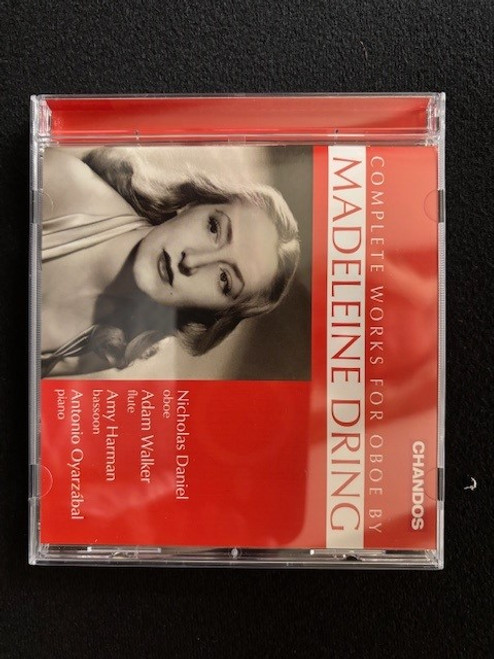 CHANDOS
COMPLETE WORKS FOR OBOE BY
MADELEINE DRING
Nicholas Daniel
oboe
Adam Walker
flute
Amy Harman
bassoon
Antonio Oyarzábal
piano